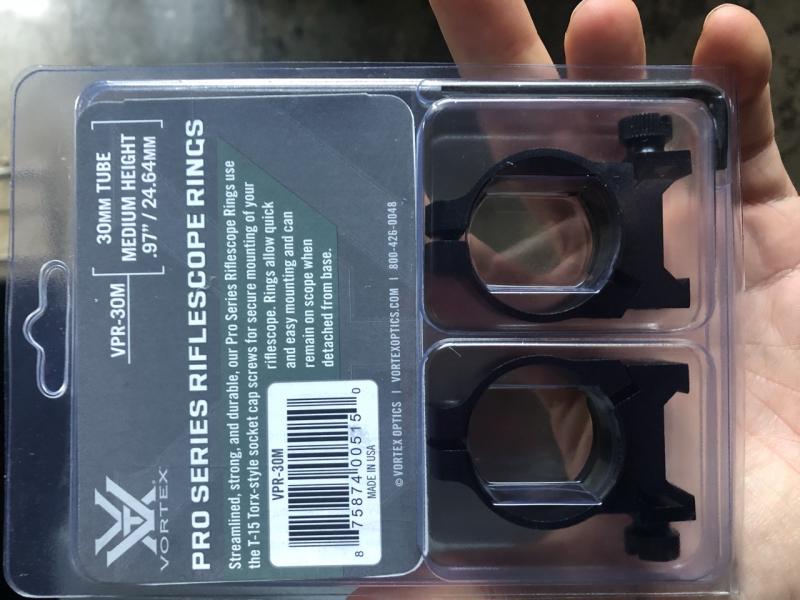 VPR-30M
30MM TUBE
MEDIUM HEIGHT
.97" / 24.64MM
VORTEX
PRO SERIES RIFLESCOPE RINGS
Streamlined, strong, and durable, our Pro Series Riflescope Rings use
the T-15 Torx-style socket cap screws for secure mounting of your
riflescope. Rings allow quick
and easy mounting and can
remain on scope when
detached from base.
VPR-30M
8 75874 00515 0
MADE IN USA
© VORTEX OPTICS | VORTEXOPTICS.COM | 800-426-0048